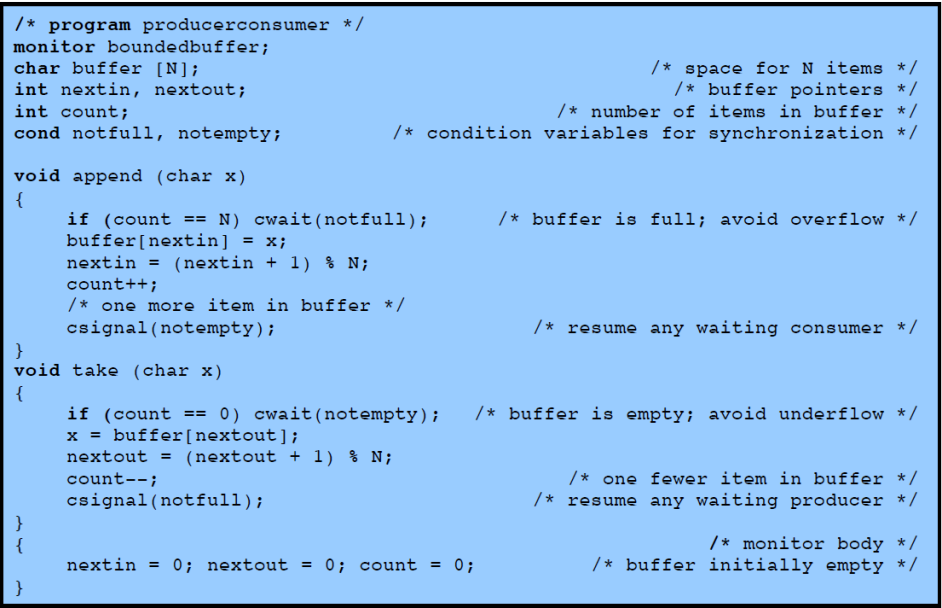 /* program producerconsumer */
monitor boundedbuffer;
char buffer [N]; /* space for N items */
int nextin, nextout; /* buffer pointers */
int count; /* number of items in buffer */
cond notfull, notempty; /* condition variables for synchronization */
void append (char x)
{
if (count == N) cwait(notfull); /* buffer is full; avoid overflow */
buffer[nextin] = x;
nextin = (nextin + 1) % N;
count++;
/* one more item in buffer */
csignal(notempty); /* resume any waiting consumer */
}
void take (char x)
{
if (count == 0) cwait(notempty); /* buffer is empty; avoid underflow */
x = buffer[nextout];
nextout = (nextout + 1) % N;
count--; /* one fewer item in buffer */
csignal(notfull); /* resume any waiting producer */
}
{ /* monitor body */
nextin = 0; nextout = 0; count = 0; /* buffer initially empty */
}